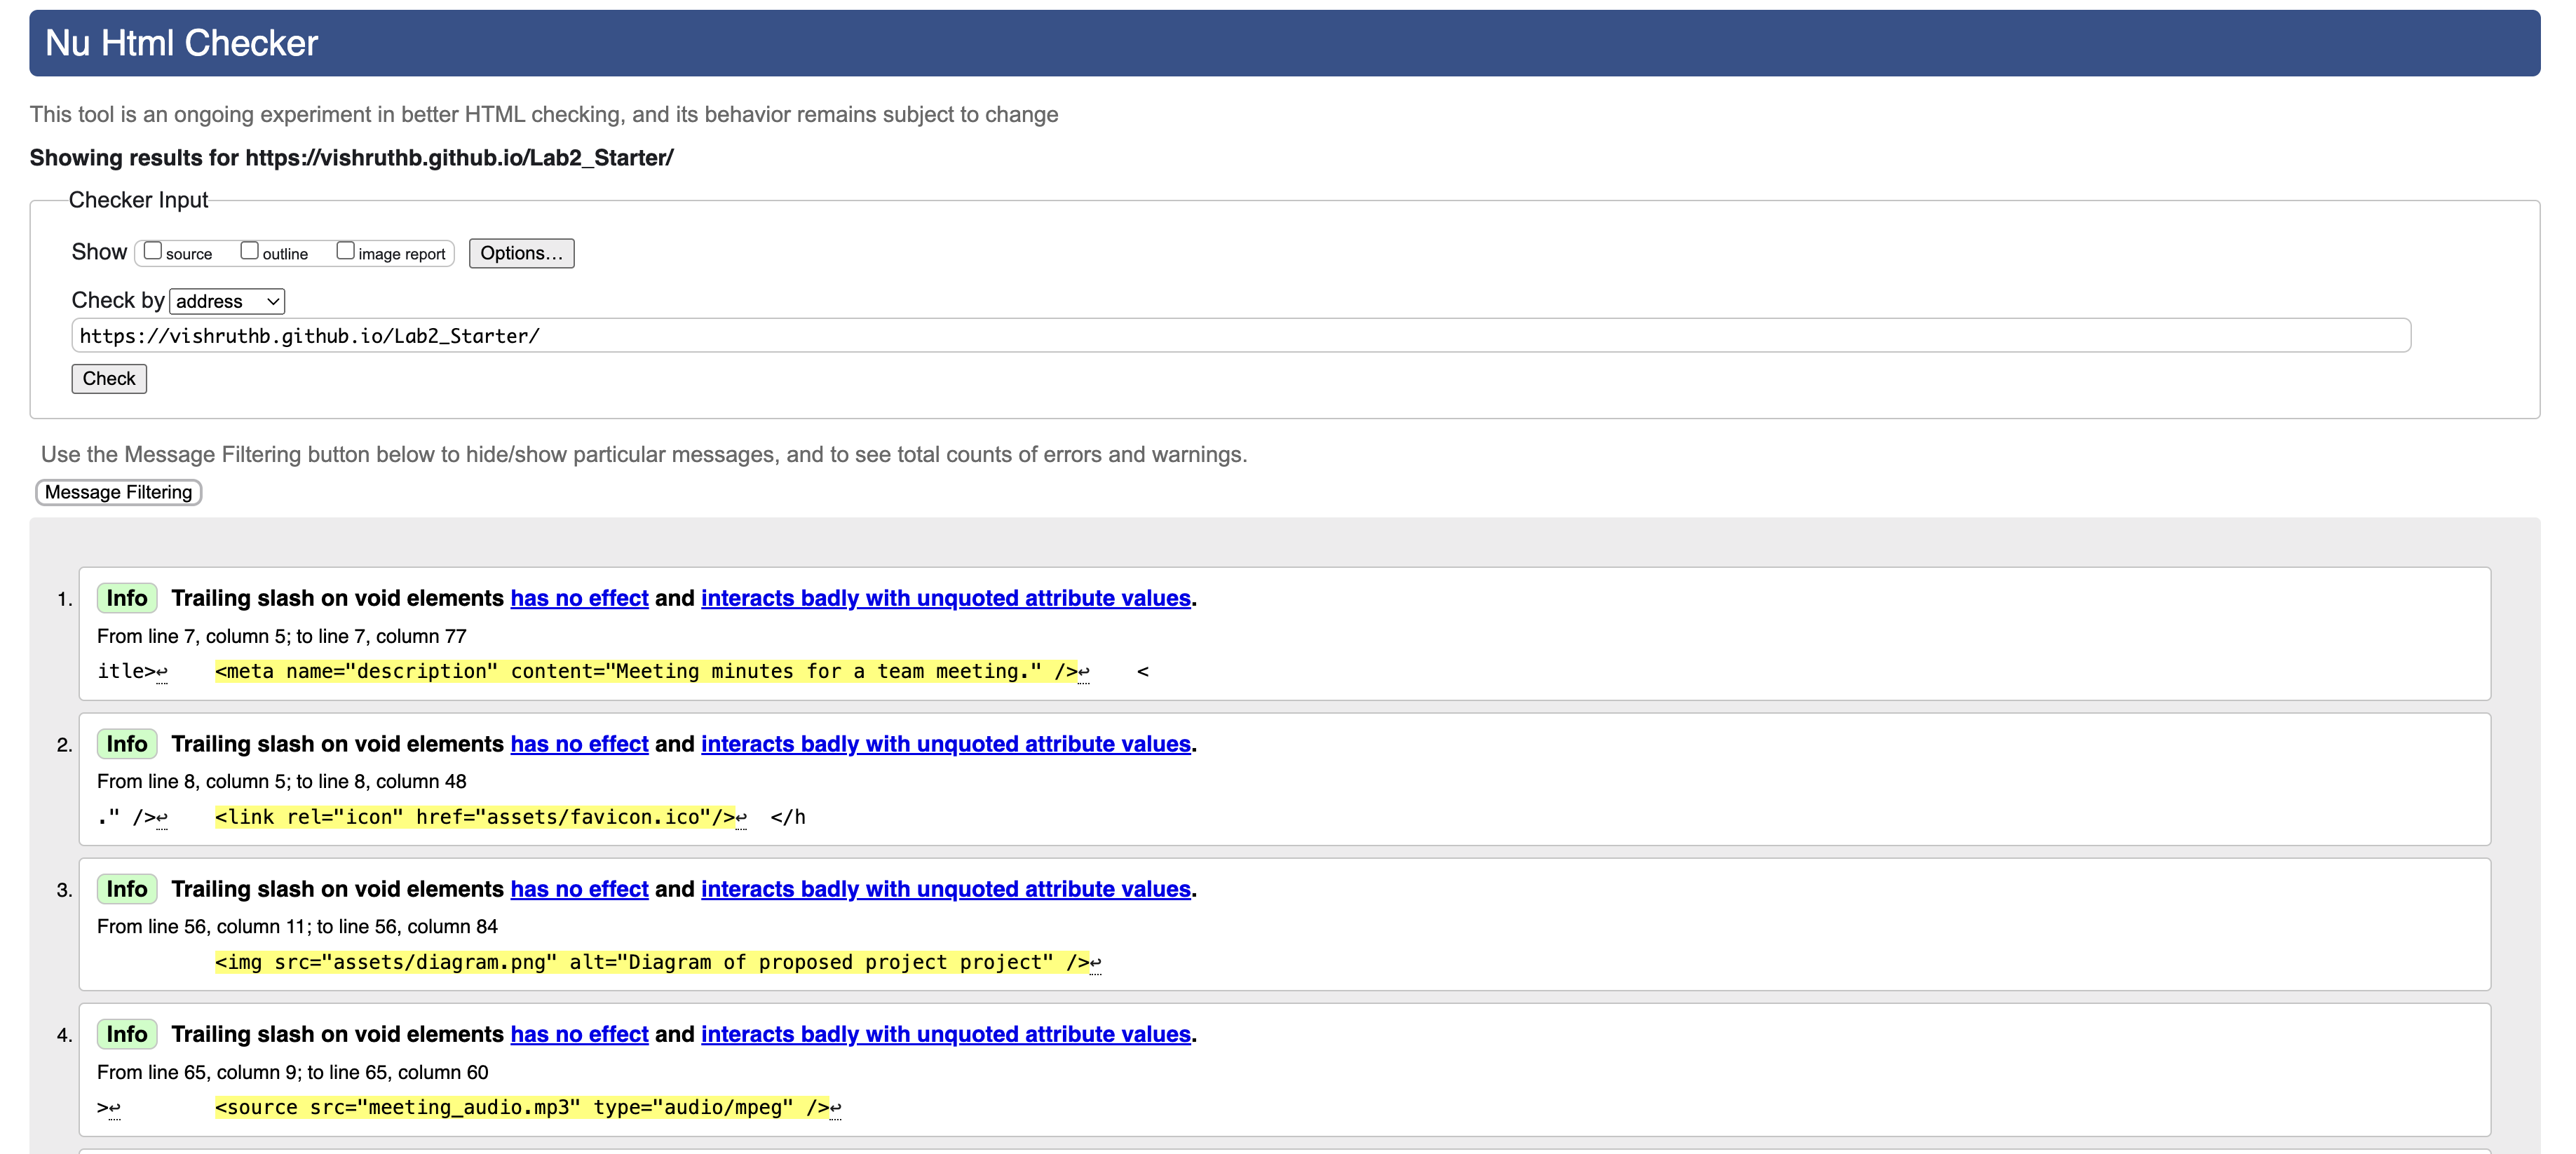 Nu Html Checker
This tool is an ongoing experiment in better HTML checking, and its behavior remains subject to change
Showing results for https://vishruthb.github.io/Lab2_Starter/
Checker Input
Show source outline image report Options…
Check by address
https://vishruthb.github.io/Lab2_Starter/
Check
Use the Message Filtering button below to hide/show particular messages, and to see total counts of errors and warnings.
Message Filtering
1. Info Trailing slash on void elements has no effect and interacts badly with unquoted attribute values.
From line 7, column 5; to line 7, column 77
itle>↩    <meta name="description" content="Meeting minutes for a team meeting." />↩    <
2. Info Trailing slash on void elements has no effect and interacts badly with unquoted attribute values.
From line 8, column 5; to line 8, column 48
." />↩    <link rel="icon" href="assets/favicon.ico"/>↩  </h
3. Info Trailing slash on void elements has no effect and interacts badly with unquoted attribute values.
From line 56, column 11; to line 56, column 84
<img src="assets/diagram.png" alt="Diagram of proposed project project" />↩
4. Info Trailing slash on void elements has no effect and interacts badly with unquoted attribute values.
From line 65, column 9; to line 65, column 60
>↩        <source src="meeting_audio.mp3" type="audio/mpeg" />↩